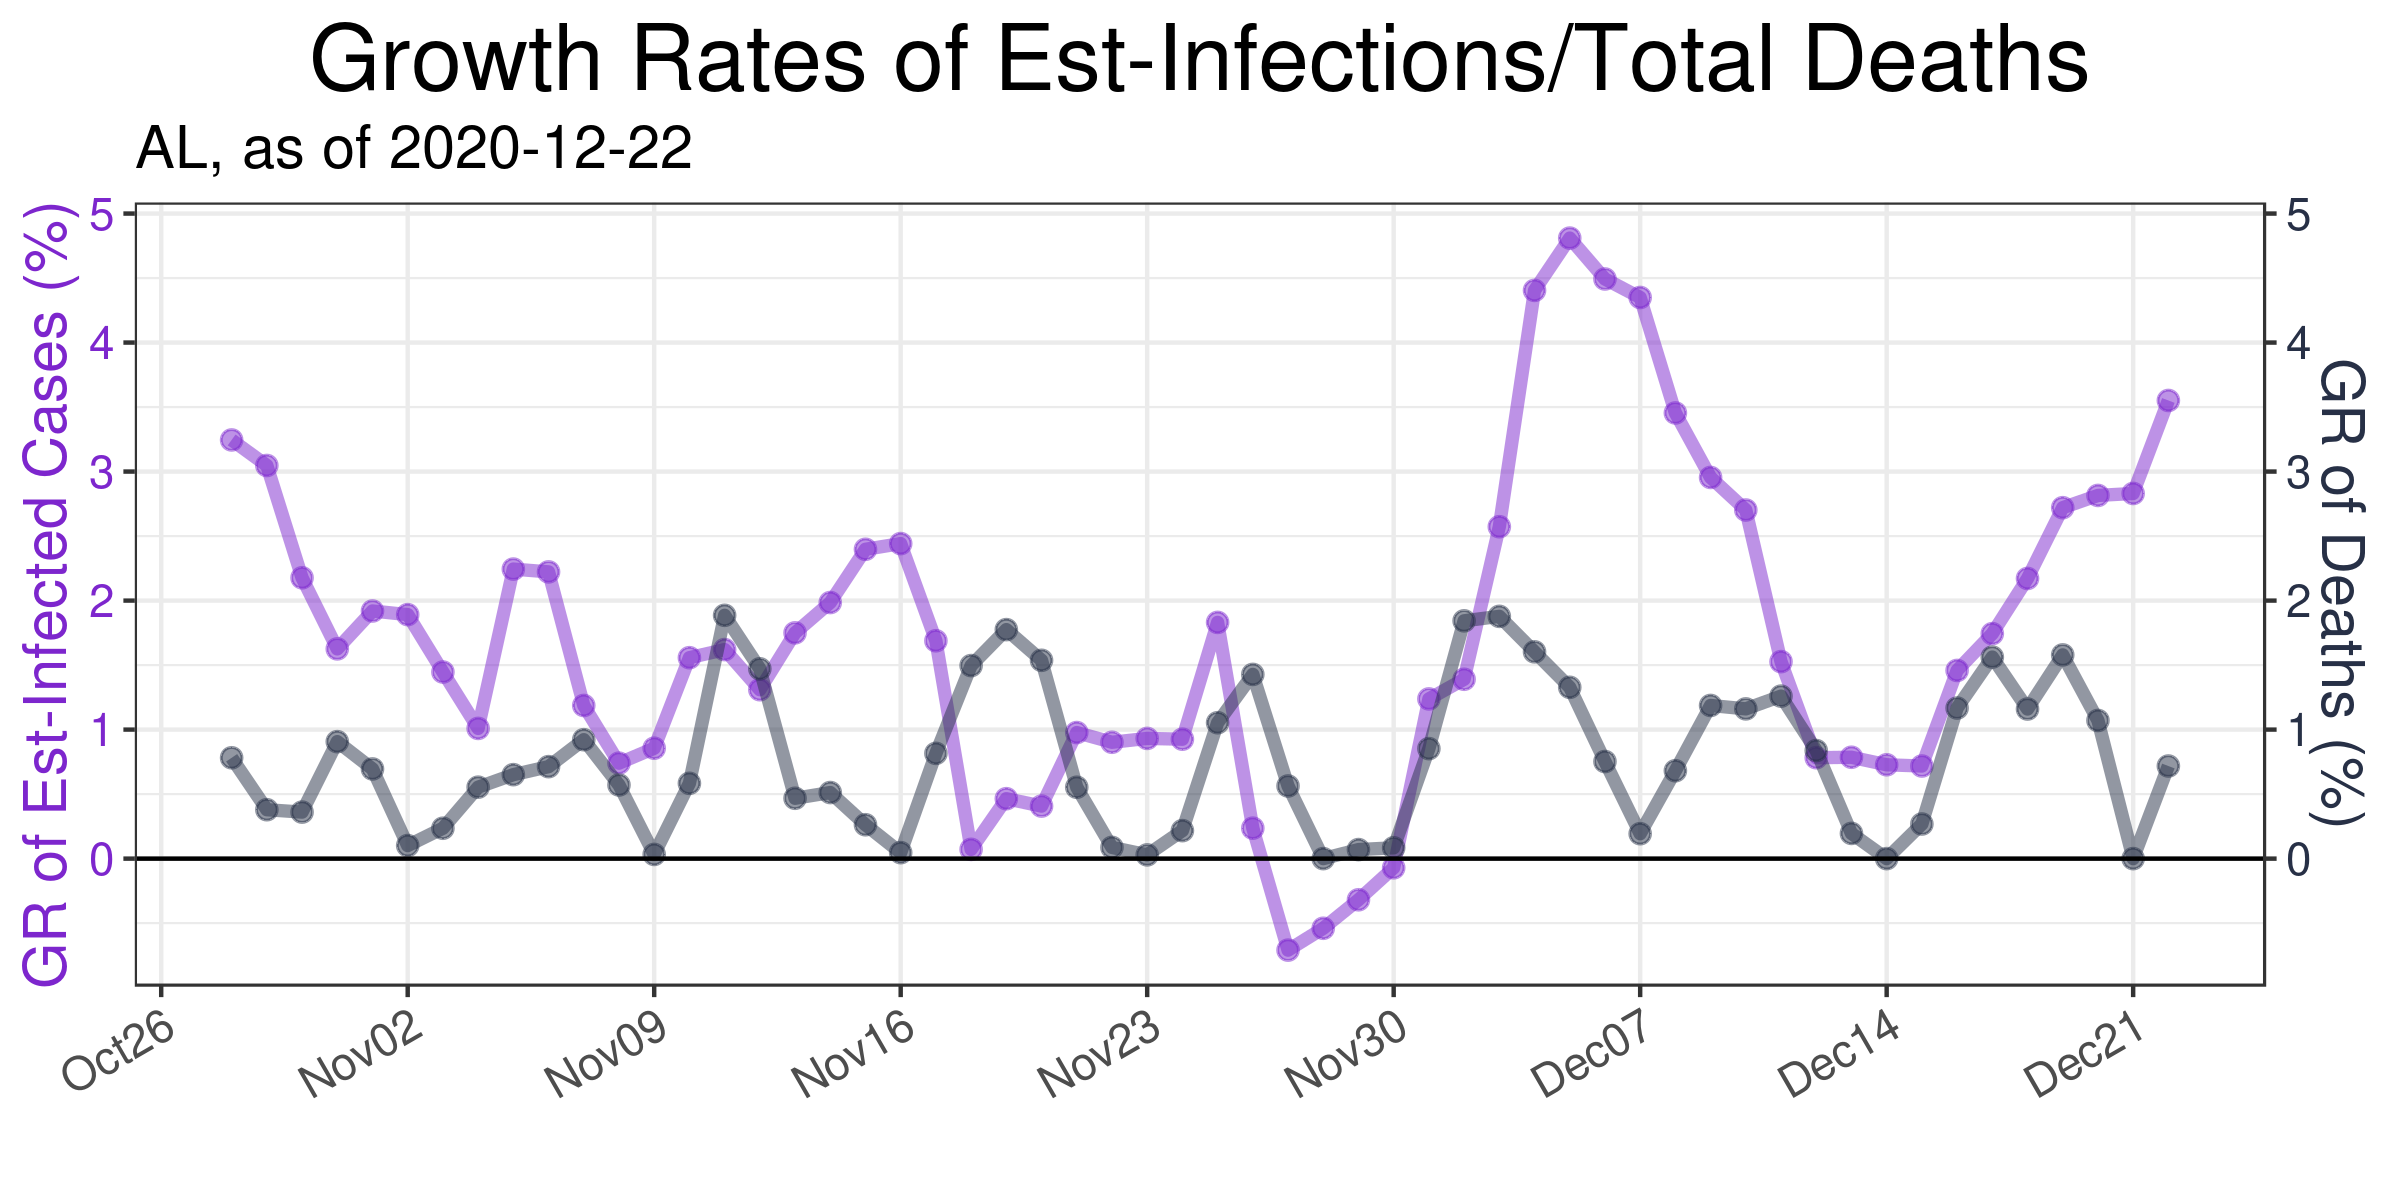 Growth Rates of Est-Infections/Total Deaths
AL, as of 2020-12-22
GR of Est-Infected Cases (%)
5
4
3
2
1
0
5
4
3
2
1
0
GR of Deaths (%)
Oct26
Nov02
Nov09
Nov16
Nov23
Nov30
Dec07
Dec14
Dec21